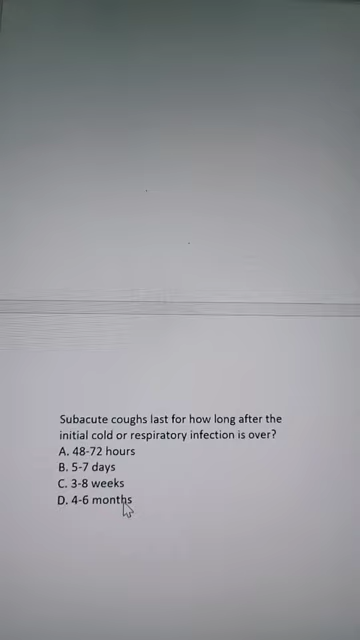 Subacute coughs last for how long after the
initial cold or respiratory infection is over?
A. 48-72 hours
B. 5-7 days
C. 3-8 weeks
D. 4-6 months